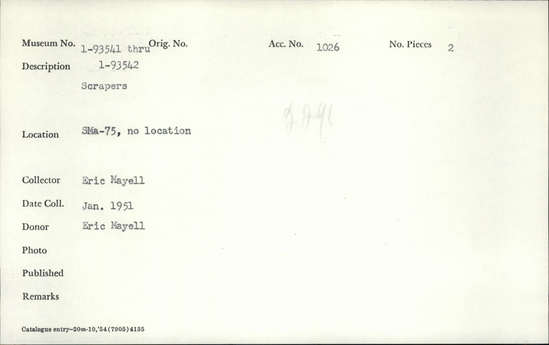 Museum No. 1-93541 thru Orig. No. Acc. No. 1026 No. Pieces 2
Description 1-93542
Scrapers
Location SMa-75, no location
Collector Eric Mayell
Date Coll. Jan. 1951
Donor Eric Mayell
Photo
Published
Remarks
Catalogue entry—20m-10,'54(7905)4155